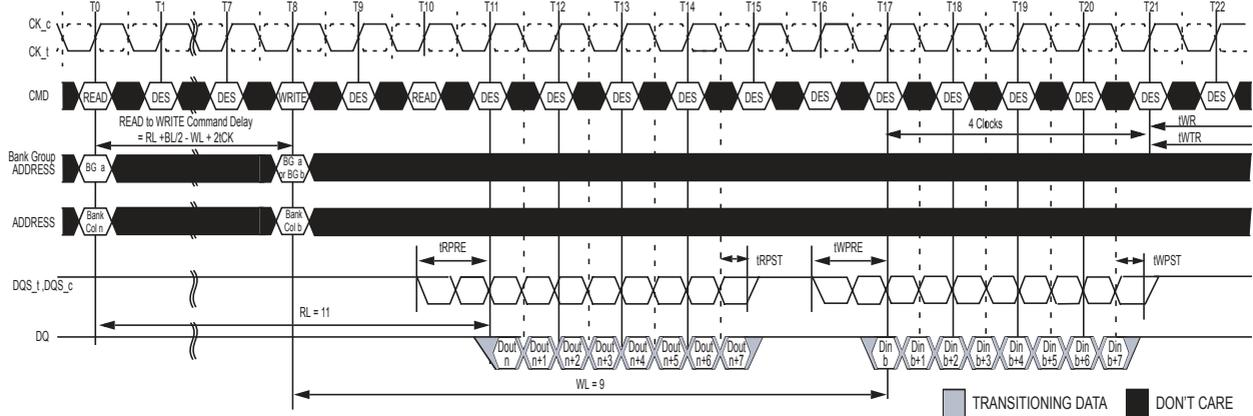 T0 T1 T7 T8 T9 T10 T11 T12 T13 T14 T15 T16 T17 T18 T19 T20 T21 T22
CK_c
CK_t
CMD READ DES DES WRITE DES READ DES DES DES DES DES DES DES DES DES DES DES DES
READ to WRITE Command Delay
= RL +BL/2 - WL + 2tCK
4 Clocks
tWR
tWTR
Bank Group
ADDRESS
BG a
BG a
or BG b
ADDRESS
Bank
Col n
Bank
Col b
tRPRE tRPST tWPRE tWPST
DQS_t ,DQS_c
RL = 11
DQ
Dout
n
Dout
n+1
Dout
n+2
Dout
n+3
Dout
n+4
Dout
n+5
Dout
n+6
Dout
n+7
Din
b
Din
b+1
Din
b+2
Din
b+3
Din
b+4
Din
b+5
Din
b+6
Din
b+7
WL = 9
TRANSITIONING DATA DON'T CARE